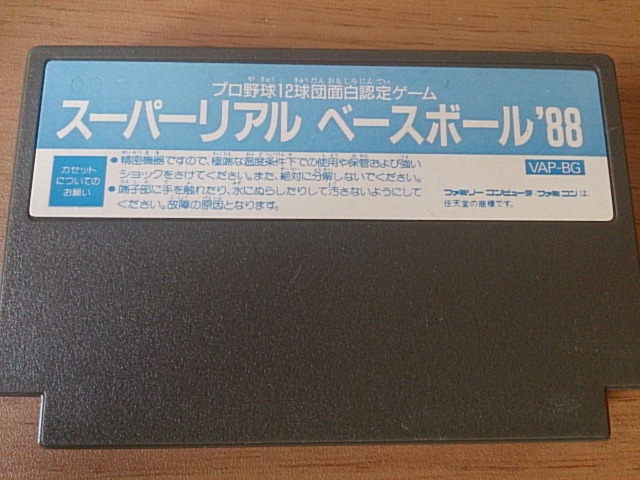 プロ野球12球団面白認定ゲーム
スーパーリアル ベースボール'88
VAP-BG
カセット
についての
お願い
●精密機器ですので、極端な温度条件下での使用や保管および強い
ショックをさけてください。また、絶対に分解しないでください。
●端子部に手を触れたり、水にぬらしたりして汚さないようにして
ください。故障の原因となります。
ファミリーコンピュータ・ファミコンは
任天堂の商標です。